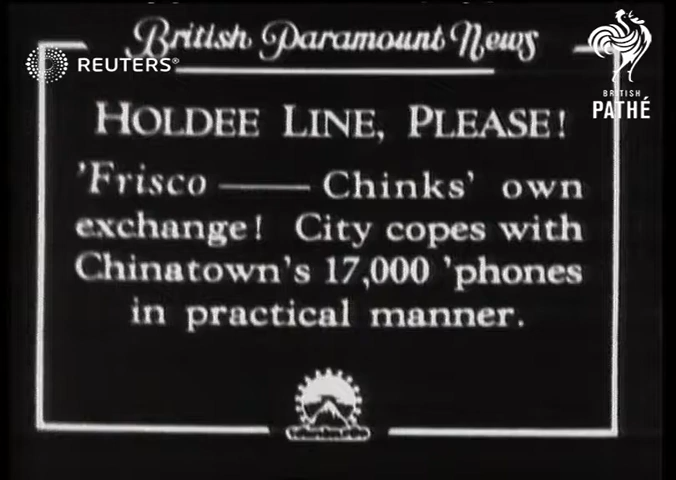 British Paramount News
REUTERS®
BRITISH
PATHÉ
HOLDEE LINE, PLEASE!
'Frisco — Chinks' own
exchange! City copes with
Chinatown's 17,000 'phones
in practical manner.